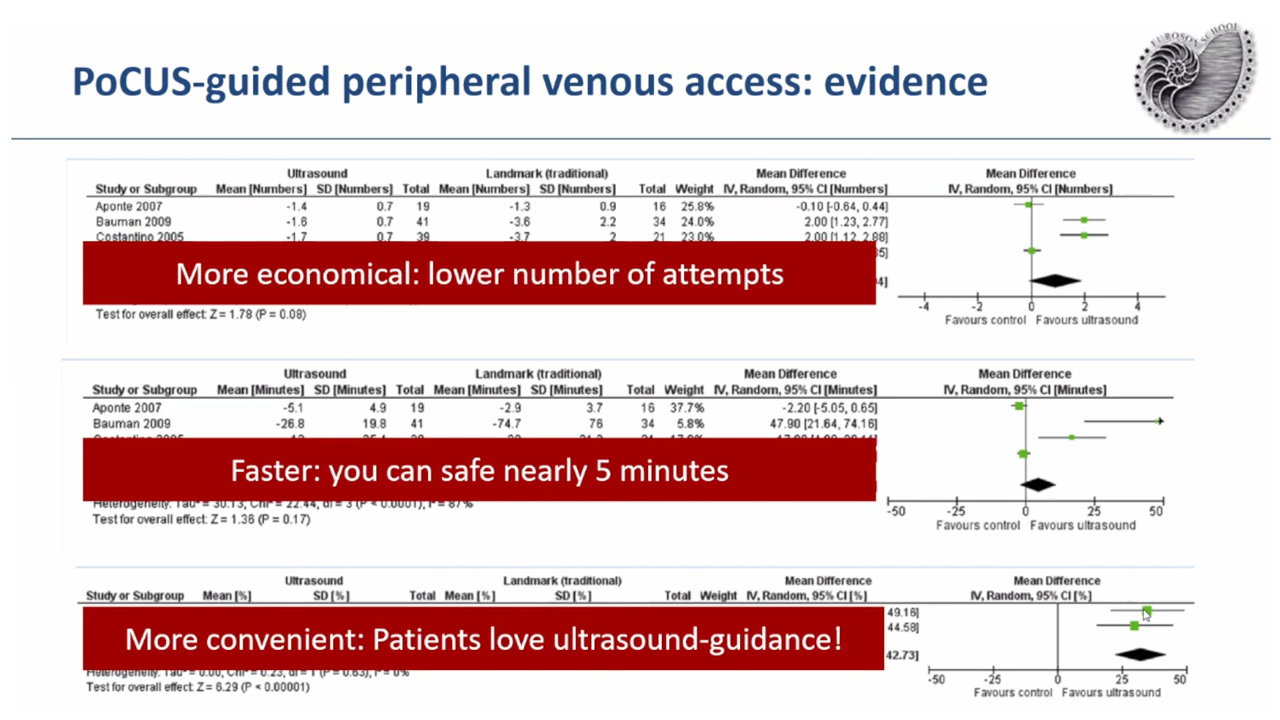 PoCUS-guided peripheral venous access: evidence
EUROSON SCHOOL
Ultrasound Landmark (traditional) Mean Difference Mean Difference
Study or Subgroup Mean [Numbers] SD [Numbers] Total Mean [Numbers] SD [Numbers] Total Weight IV, Random, 95% CI [Numbers] IV, Random, 95% CI [Numbers]
Aponte 2007 -1.4 0.7 19 -1.3 0.9 16 25.8% -0.10 [-0.64, 0.44]
Bauman 2009 -1.6 0.7 41 -3.6 2.2 34 24.0% 2.00 [1.23, 2.77]
Costantino 2005 -1.7 0.7 39 -3.7 2 21 23.0% 2.00 [1.12, 2.88]
More economical: lower number of attempts
-4 -2 0 2 4
Test for overall effect: Z = 1.78 (P = 0.08)
Favours control Favours ultrasound
Ultrasound Landmark (traditional) Mean Difference Mean Difference
Study or Subgroup Mean [Minutes] SD [Minutes] Total Mean [Minutes] SD [Minutes] Total Weight IV, Random, 95% CI [Minutes] IV, Random, 95% CI [Minutes]
Aponte 2007 -5.1 4.9 19 -2.9 3.7 16 37.7% -2.20 [-5.05, 0.65]
Bauman 2009 -26.8 19.8 41 -74.7 76 34 5.8% 47.90 [21.64, 74.16]
Faster: you can safe nearly 5 minutes
Heterogeneity: Tau² = 30.13, Chi² = 22.44, df = 3 (P < 0.0001); I² = 87%
-50 -25 0 25 50
Test for overall effect: Z = 1.36 (P = 0.17)
Favours control Favours ultrasound
Ultrasound Landmark (traditional) Mean Difference Mean Difference
Study or Subgroup Mean [%] SD [%] Total Mean [%] SD [%] Total Weight IV, Random, 95% CI [%] IV, Random, 95% CI [%]
49.16]
44.58]
More convenient: Patients love ultrasound-guidance!
42.73]
Heterogeneity: Tau² = 0.00, Chi² = 0.23, df = 1 (P = 0.63); I² = 0%
-50 -25 0 25 50
Test for overall effect: Z = 6.29 (P < 0.00001)
Favours control Favours ultrasound